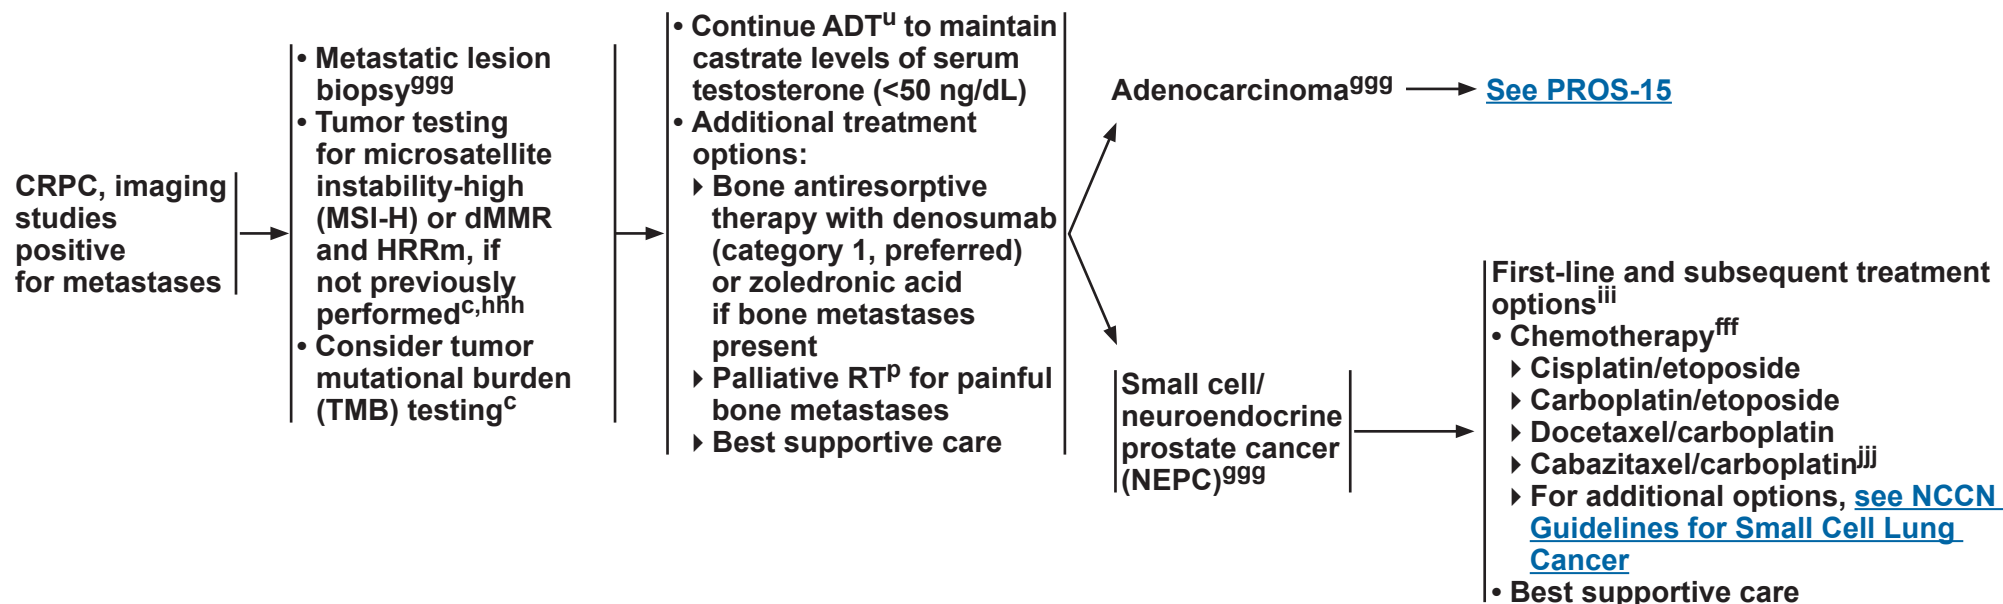 CRPC, imaging
studies
positive
for metastases
• Metastatic lesion
biopsyggg
• Tumor testing
for microsatellite
instability-high
(MSI-H) or dMMR
and HRRm, if
not previously
performedc,hhh
• Consider tumor
mutational burden
(TMB) testingc
• Continue ADTu to maintain
castrate levels of serum
testosterone (<50 ng/dL)
• Additional treatment
options:
▸ Bone antiresorptive
therapy with denosumab
(category 1, preferred)
or zoledronic acid
if bone metastases
present
▸ Palliative RTp for painful
bone metastases
▸ Best supportive care
Adenocarcinomaggg
See PROS-15
Small cell/
neuroendocrine
prostate cancer
(NEPC)ggg
First-line and subsequent treatment
optionsiii
• Chemotherapyfff
▸ Cisplatin/etoposide
▸ Carboplatin/etoposide
▸ Docetaxel/carboplatin
▸ Cabazitaxel/carboplatinjjj
▸ For additional options, see NCCN
Guidelines for Small Cell Lung
Cancer
• Best supportive care